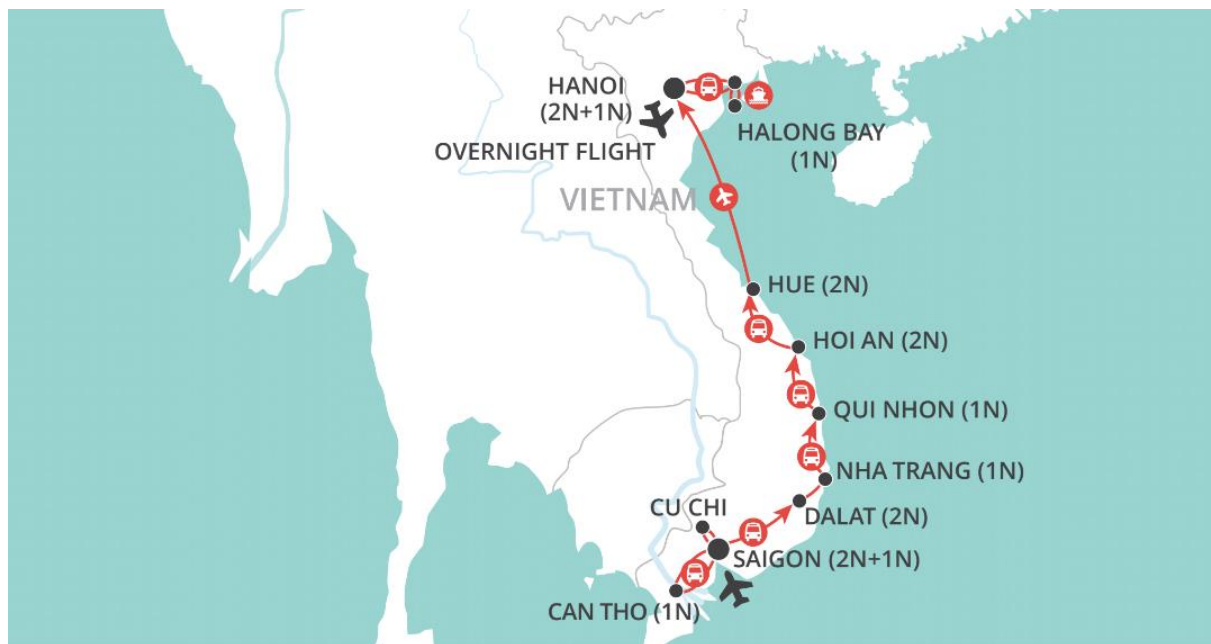 HANOI
(2N+1N)
OVERNIGHT FLIGHT
HALONG BAY
(1N)
VIETNAM
HUE (2N)
HOI AN (2N)
QUI NHON (1N)
NHA TRANG (1N)
DALAT (2N)
CU CHI
SAIGON (2N+1N)
CAN THO (1N)